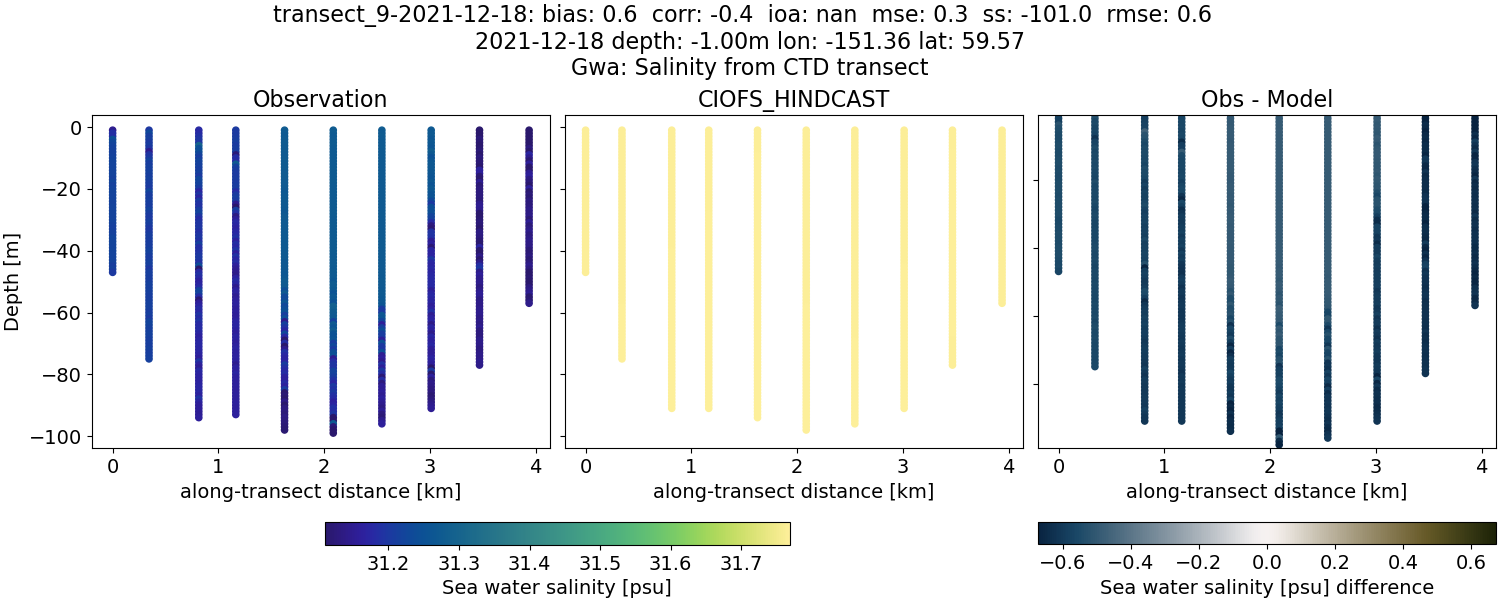 transect_9-2021-12-18: bias: 0.6  corr: -0.4  ioa: nan  mse: 0.3  ss: -101.0  rmse: 0.6
2021-12-18 depth: -1.00m lon: -151.36 lat: 59.57
Gwa: Salinity from CTD transect
Observation
CIOFS_HINDCAST
Obs - Model
Depth [m]
0
−20
−40
−60
−80
−100
0 1 2 3 4
0 1 2 3 4
0 1 2 3 4
along-transect distance [km]
along-transect distance [km]
along-transect distance [km]
31.2 31.3 31.4 31.5 31.6 31.7
Sea water salinity [psu]
−0.6 −0.4 −0.2 0.0 0.2 0.4 0.6
Sea water salinity [psu] difference